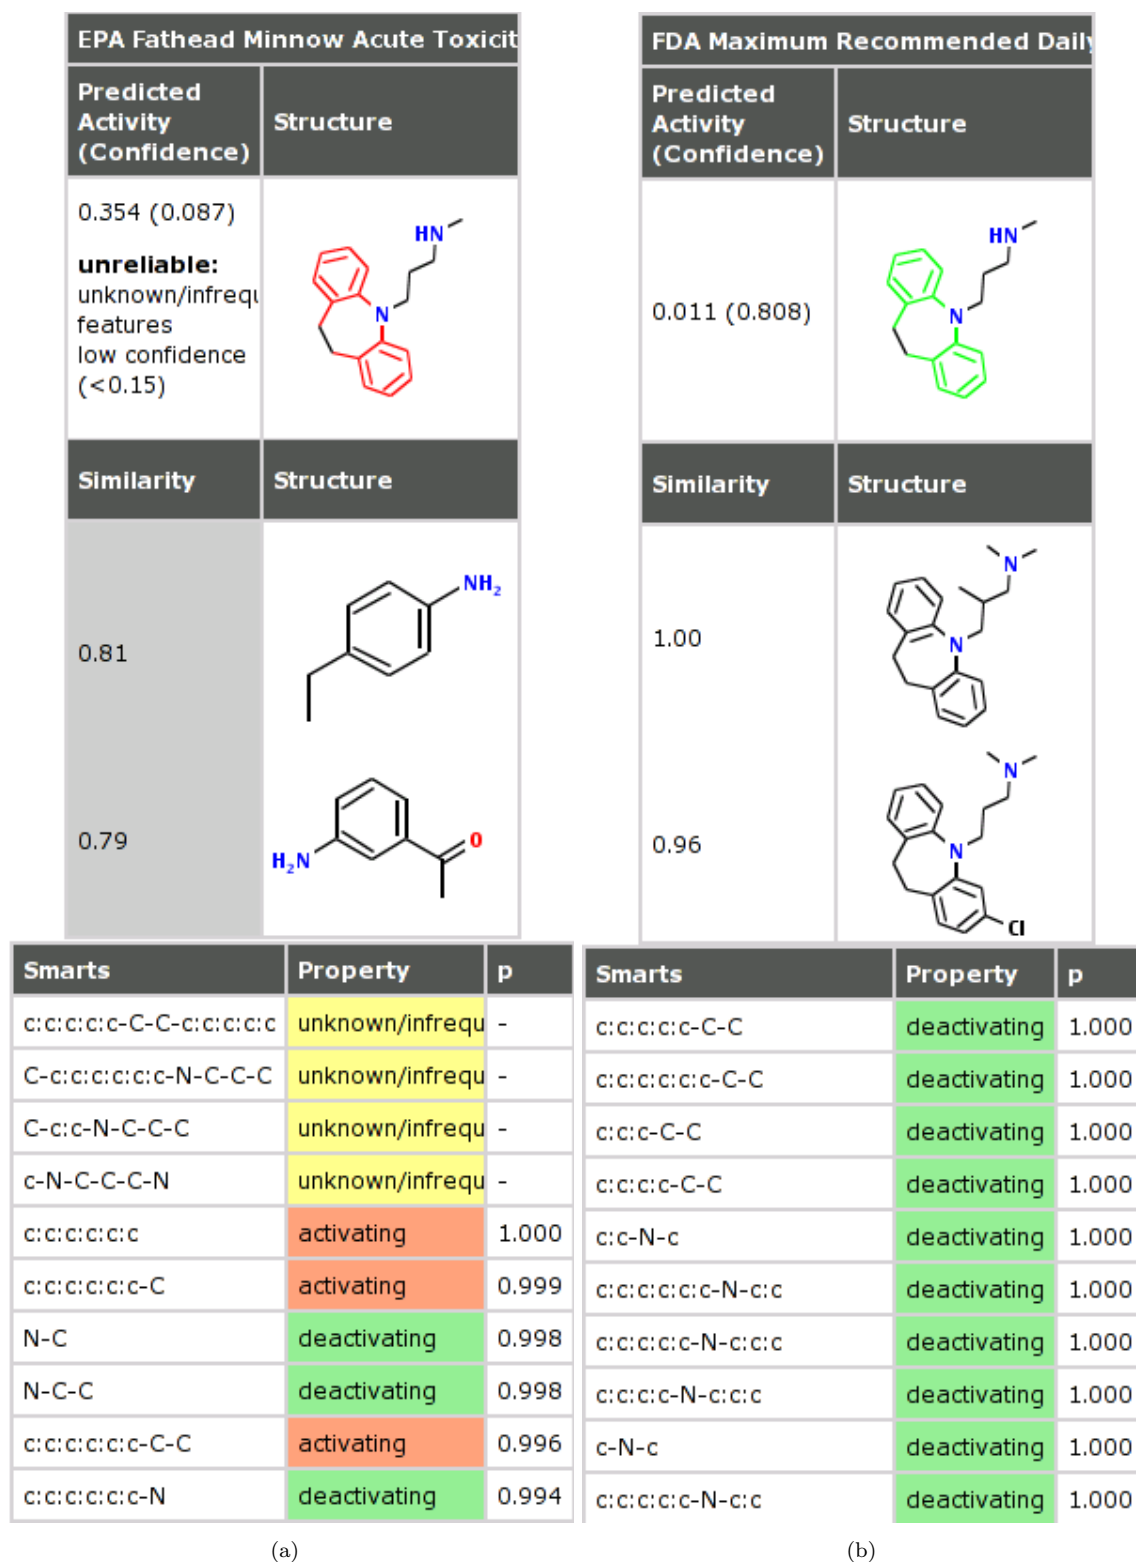 EPA Fathead Minnow Acute Toxicit
Predicted
Activity
(Confidence)
Structure
0.354 (0.087)
unreliable:
unknown/infrequ
features
low confidence
(<0.15)
HN
N
Similarity
Structure
0.81
NH2
0.79
H2N
O
Smarts
Property
p
c:c:c:c:c-C-C-c:c:c:c:c
unknown/infrequ
-
C-c:c:c:c:c:c-N-C-C-C
unknown/infrequ
-
C-c:c-N-C-C-C
unknown/infrequ
-
c-N-C-C-C-N
unknown/infrequ
-
c:c:c:c:c:c
activating
1.000
c:c:c:c:c:c-C
activating
0.999
N-C
deactivating
0.998
N-C-C
deactivating
0.998
c:c:c:c:c:c-C-C
activating
0.996
c:c:c:c:c:c-N
deactivating
0.994
(a)
FDA Maximum Recommended Daily
Predicted
Activity
(Confidence)
Structure
0.011 (0.808)
HN
N
Similarity
Structure
1.00
N
N
0.96
N
N
Cl
Smarts
Property
p
c:c:c:c:c-C-C
deactivating
1.000
c:c:c:c:c:c-C-C
deactivating
1.000
c:c:c-C-C
deactivating
1.000
c:c:c:c-C-C
deactivating
1.000
c:c-N-c
deactivating
1.000
c:c:c:c:c:c-N-c:c
deactivating
1.000
c:c:c:c:c-N-c:c:c
deactivating
1.000
c:c:c:c-N-c:c:c
deactivating
1.000
c-N-c
deactivating
1.000
c:c:c:c:c-N-c:c
deactivating
1.000
(b)